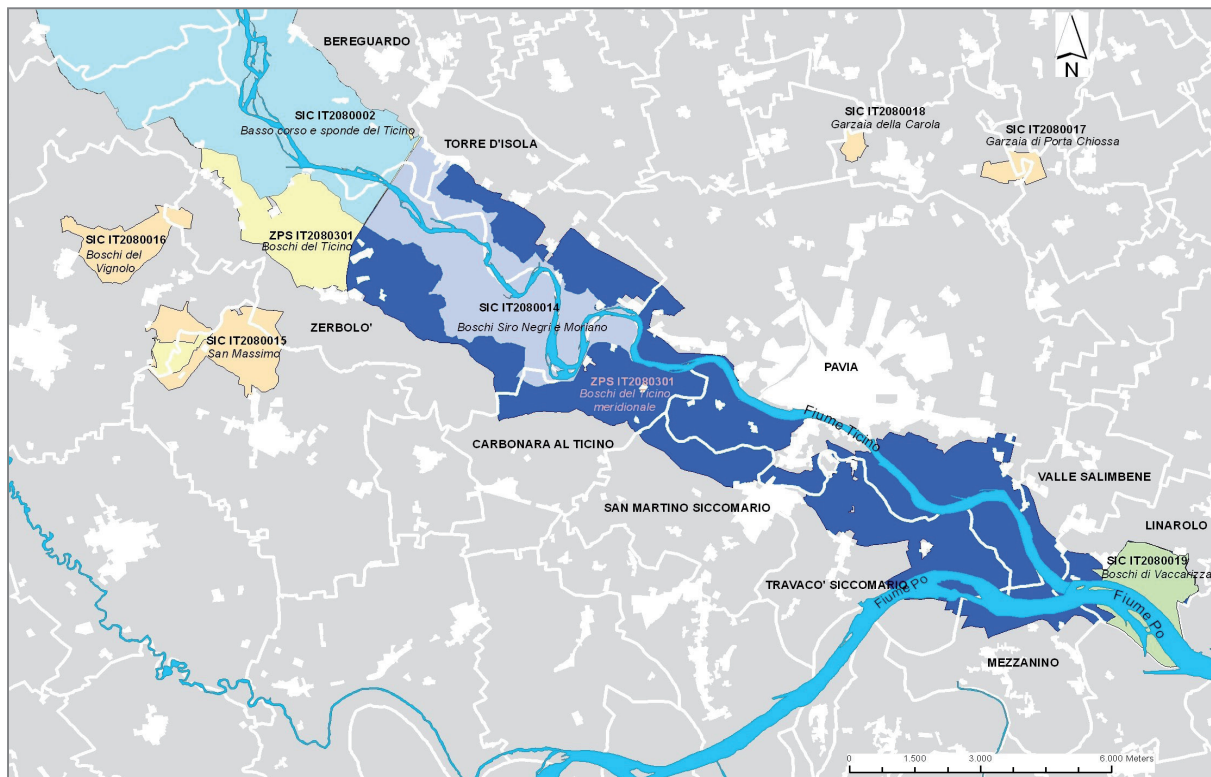 BEREGUARDO
N
SIC IT2080002
Basso corso e sponde del Ticino
SIC IT2080018
Garzaia della Carola
SIC IT2080017
Garzaia di Porta Chiossa
TORRE D'ISOLA
SIC IT2080016
Boschi del
Vignolo
ZPS IT2080301
Boschi del Ticino
SIC IT2080014
Boschi Siro Negri e Moriano
ZERBOLO'
SIC IT2080015
San Massimo
PAVIA
ZPS IT2080301
Boschi del Ticino
meridionale
Fiume Ticino
CARBONARA AL TICINO
VALLE SALIMBENE
SAN MARTINO SICCOMARIO
LINAROLO
SIC IT2080019
Boschi di Vaccarizza
TRAVACO' SICCOMARIO
Fiume Po
Fiume Po
MEZZANINO
0 1.500 3.000 6.000 Meters